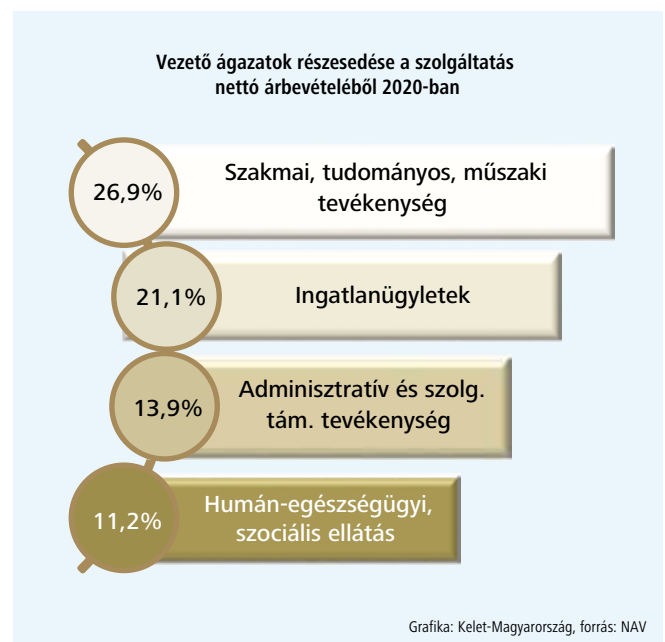 Vezető ágazatok részesedése a szolgáltatás
nettó árbevételéből 2020-ban
26,9%
Szakmai, tudományos, műszaki
tevékenység
21,1%
Ingatlanügyletek
13,9%
Adminisztratív és szolg.
tám. tevékenység
11,2%
Humán-egészségügyi,
szociális ellátás
Grafika: Kelet-Magyarország, forrás: NAV